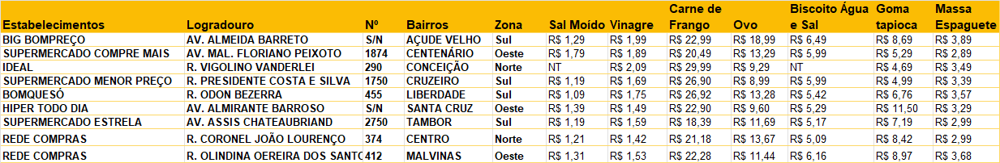 Estabelecimentos Logradouro Nº Bairros Zona Sal Moído Vinagre Carne de Frango Ovo Biscoito Água e Sal Goma tapioca Massa Espaguete
BIG BOMPREÇO AV. ALMEIDA BARRETO S/N AÇUDE VELHO Sul R$ 1,29 R$ 1,99 R$ 22,99 R$ 18,99 R$ 6,49 R$ 8,69 R$ 3,89
SUPERMERCADO COMPRE MAIS AV. MAL. FLORIANO PEIXOTO 1874 CENTENÁRIO Oeste R$ 1,79 R$ 1,89 R$ 20,49 R$ 13,29 R$ 5,99 R$ 5,29 R$ 2,89
IDEAL R. VIGOLINO VANDERLEI 290 CONCEIÇÃO Norte NT R$ 2,09 R$ 29,99 R$ 9,29 NT R$ 4,69 R$ 3,49
SUPERMERCADO MENOR PREÇO R. PRESIDENTE COSTA E SILVA 1750 CRUZEIRO Sul R$ 1,19 R$ 1,69 R$ 26,90 R$ 8,99 R$ 5,99 R$ 4,99 R$ 3,39
BOMQUESÓ R. ODON BEZERRA 455 LIBERDADE Sul R$ 1,09 R$ 1,75 R$ 26,92 R$ 13,28 R$ 5,42 R$ 6,76 R$ 3,57
HIPER TODO DIA AV. ALMIRANTE BARROSO S/N SANTA CRUZ Oeste R$ 1,39 R$ 1,49 R$ 22,90 R$ 9,60 R$ 5,29 R$ 11,50 R$ 3,29
SUPERMERCADO ESTRELA AV. ASSIS CHATEAUBRIAND 2750 TAMBOR Sul R$ 1,19 R$ 1,59 R$ 18,39 R$ 11,69 R$ 5,17 R$ 7,19 R$ 2,99
REDE COMPRAS R. CORONEL JOÃO LOURENÇO 374 CENTRO Norte R$ 1,21 R$ 1,42 R$ 21,18 R$ 13,67 R$ 5,09 R$ 8,42 R$ 2,99
REDE COMPRAS R. OLINDINA OEREIRA DOS SANTO 412 MALVINAS Oeste R$ 1,31 R$ 1,53 R$ 22,28 R$ 11,44 R$ 6,16 R$ 8,97 R$ 3,68